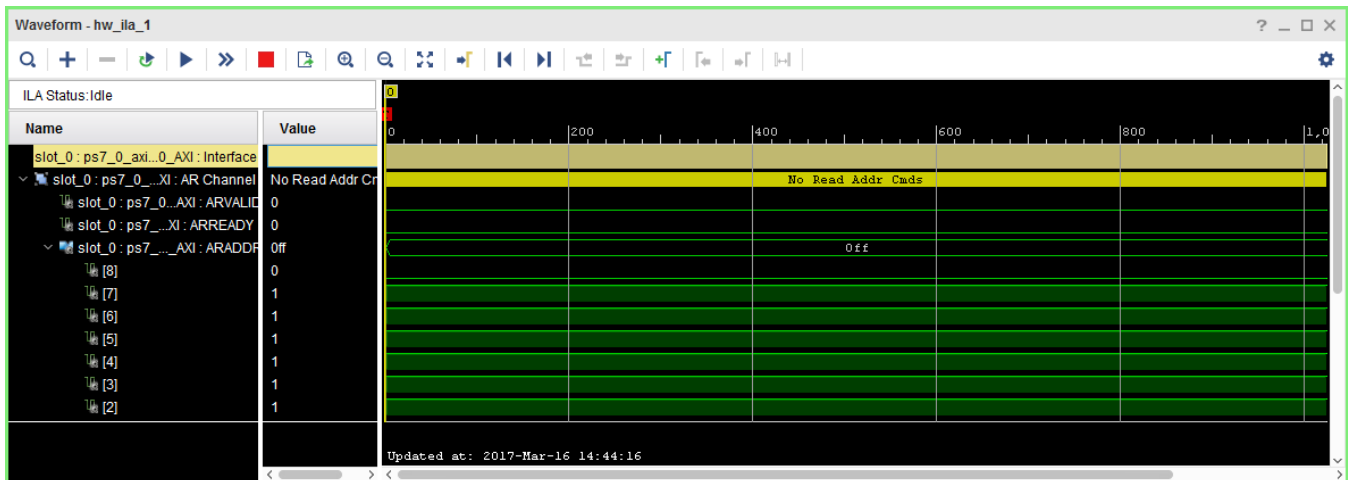 Waveform - hw_ila_1
ILA Status:Idle
Name Value
0
0 200 400 600 800 1,0
slot_0 : ps7_0_axi...0_AXI : Interface
slot_0 : ps7_0_...XI : AR Channel No Read Addr Cm No Read Addr Cmds
slot_0 : ps7_0...AXI : ARVALID 0
slot_0 : ps7_...XI : ARREADY 0
slot_0 : ps7_..._AXI : ARADDR 0ff 0ff
[8] 0
[7] 1
[6] 1
[5] 1
[4] 1
[3] 1
[2] 1
Updated at: 2017-Mar-16 14:44:16